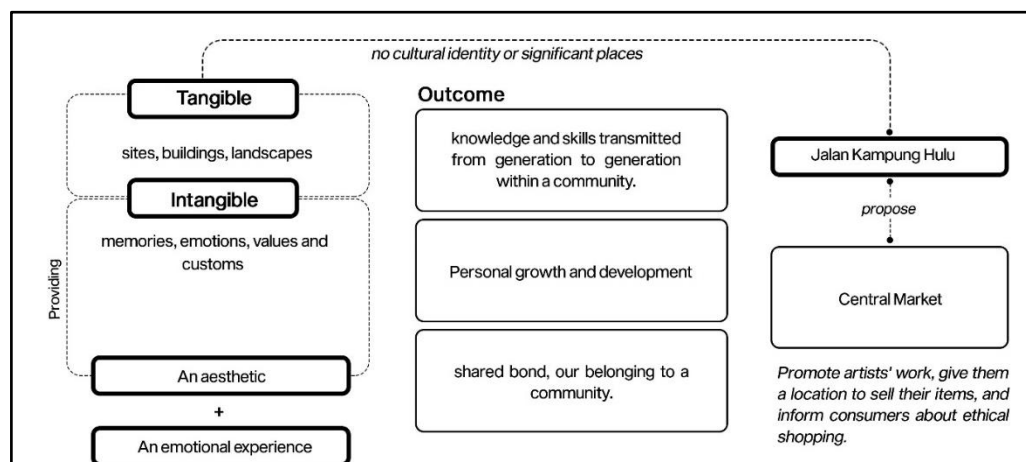 no cultural identity or significant places
Tangible
sites, buildings, landscapes
Intangible
memories, emotions, values and
customs
Providing
An aesthetic
+
An emotional experience
Outcome
knowledge and skills transmitted
from generation to generation
within a community.
Personal growth and development
shared bond, our belonging to a
community.
Jalan Kampung Hulu
propose
Central Market
Promote artists' work, give them
a location to sell their items, and
inform consumers about ethical
shopping.